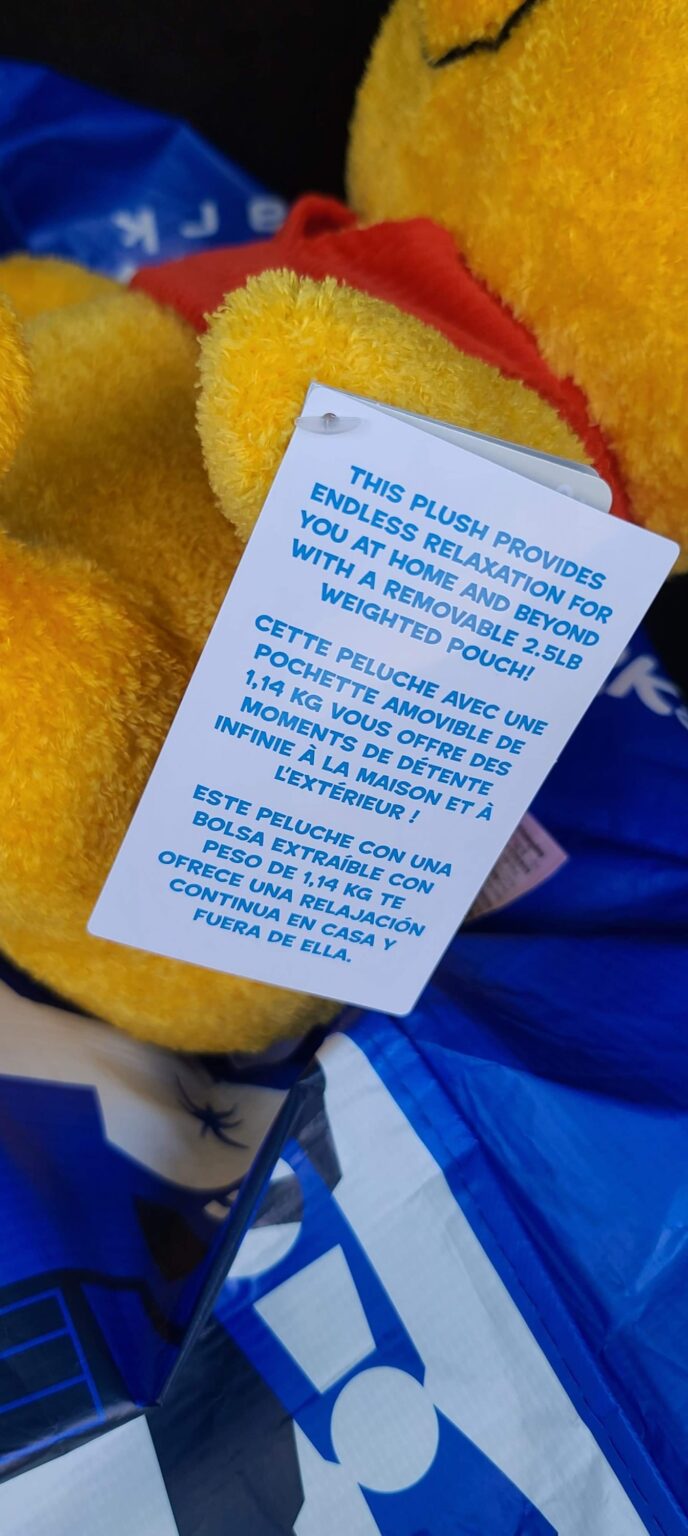 THIS PLUSH PROVIDES
ENDLESS RELAXATION FOR
YOU AT HOME AND BEYOND
WITH A REMOVABLE 2.5LB
WEIGHTED POUCH!
CETTE PELUCHE AVEC UNE
POCHETTE AMOVIBLE DE
1,14 KG VOUS OFFRE DES
MOMENTS DE DÉTENTE
INFINIE À LA MAISON ET À
L'EXTÉRIEUR !
ESTE PELUCHE CON UNA
BOLSA EXTRAÍBLE CON
PESO DE 1,14 KG TE
OFRECE UNA RELAJACIÓN
CONTINUA EN CASA Y
FUERA DE ELLA.